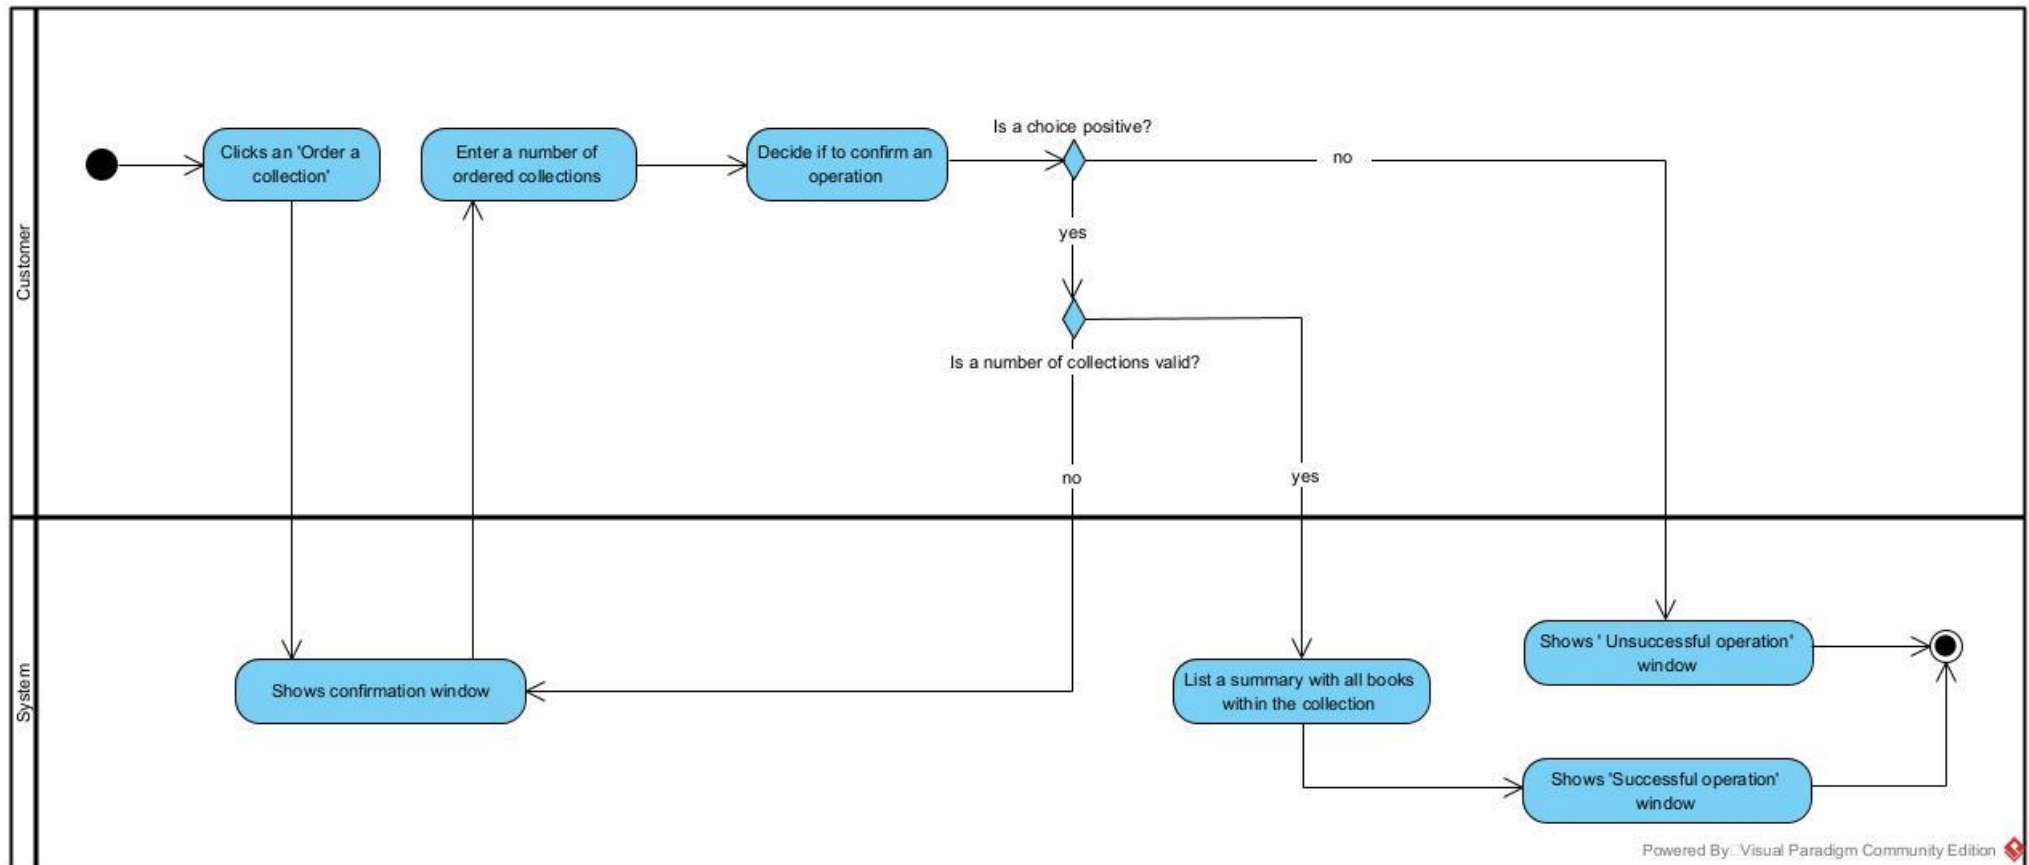 Customer
Is a choice positive?
Clicks an 'Order a
collection'
Enter a number of
ordered collections
Decide if to confirm an
operation
no
yes
Is a number of collections valid?
no
yes
System
Shows confirmation window
List a summary with all books
within the collection
Shows ' Unsuccessful operation'
window
Shows 'Successful operation'
window
Powered By Visual Paradigm Community Edition